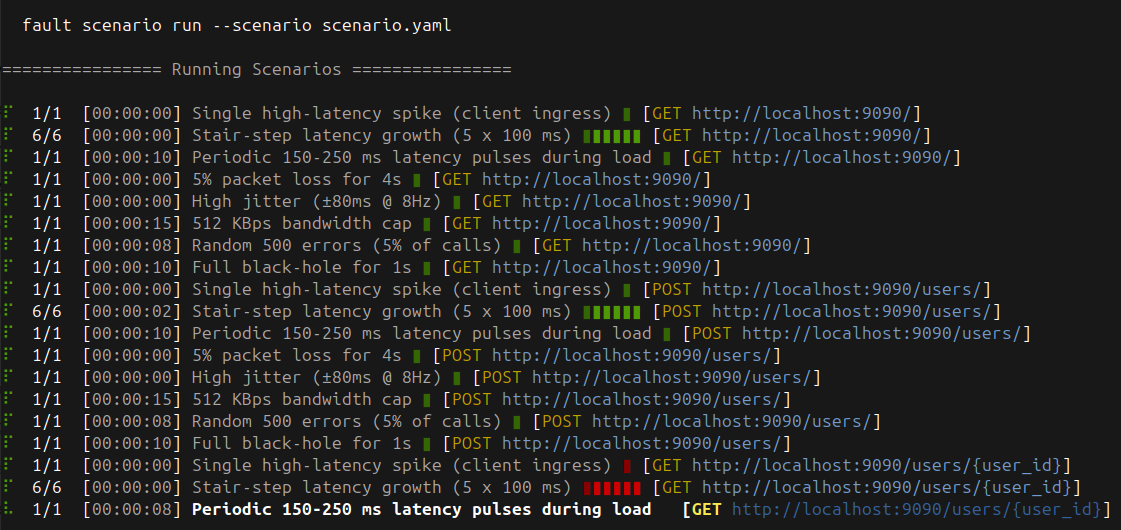 fault scenario run --scenario scenario.yaml
================ Running Scenarios ================
1/1 [00:00:00] Single high-latency spike (client ingress) [GET http://localhost:9090/]
6/6 [00:00:00] Stair-step latency growth (5 x 100 ms) [GET http://localhost:9090/]
1/1 [00:00:10] Periodic 150-250 ms latency pulses during load [GET http://localhost:9090/]
1/1 [00:00:00] 5% packet loss for 4s [GET http://localhost:9090/]
1/1 [00:00:00] High jitter (±80ms @ 8Hz) [GET http://localhost:9090/]
1/1 [00:00:15] 512 KBps bandwidth cap [GET http://localhost:9090/]
1/1 [00:00:08] Random 500 errors (5% of calls) [GET http://localhost:9090/]
1/1 [00:00:10] Full black-hole for 1s [GET http://localhost:9090/]
1/1 [00:00:00] Single high-latency spike (client ingress) [POST http://localhost:9090/users/]
6/6 [00:00:02] Stair-step latency growth (5 x 100 ms) [POST http://localhost:9090/users/]
1/1 [00:00:10] Periodic 150-250 ms latency pulses during load [POST http://localhost:9090/users/]
1/1 [00:00:00] 5% packet loss for 4s [POST http://localhost:9090/users/]
1/1 [00:00:00] High jitter (±80ms @ 8Hz) [POST http://localhost:9090/users/]
1/1 [00:00:15] 512 KBps bandwidth cap [POST http://localhost:9090/users/]
1/1 [00:00:08] Random 500 errors (5% of calls) [POST http://localhost:9090/users/]
1/1 [00:00:10] Full black-hole for 1s [POST http://localhost:9090/users/]
1/1 [00:00:00] Single high-latency spike (client ingress) [GET http://localhost:9090/users/{user_id}]
6/6 [00:00:00] Stair-step latency growth (5 x 100 ms) [GET http://localhost:9090/users/{user_id}]
1/1 [00:00:08] Periodic 150-250 ms latency pulses during load [GET http://localhost:9090/users/{user_id}]